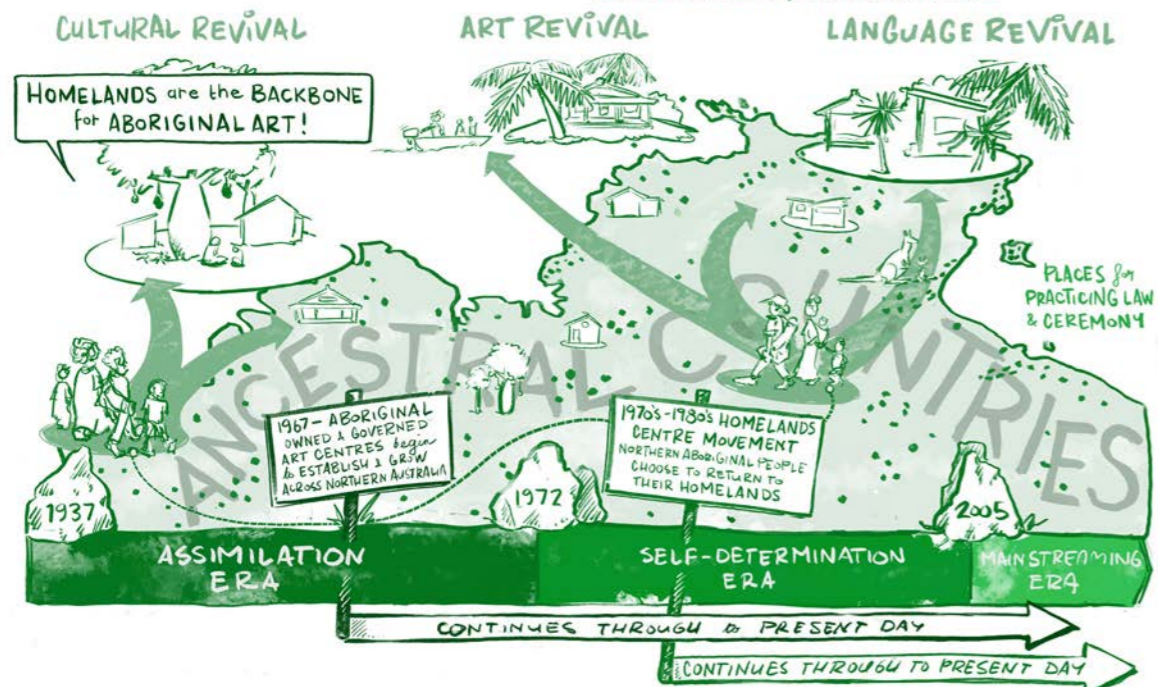 CULTURAL REVIVAL
ART REVIVAL
LANGUAGE REVIVAL
HOMELANDS are the BACKBONE
for ABORIGINAL ART!
PLACES for
PRACTICING LAW
& CEREMONY
ANCESTRAL COUNTRIES
1967 - ABORIGINAL
OWNED & GOVERNED
ART CENTRES begin
to ESTABLISH & GROW
ACROSS NORTHERN AUSTRALIA
1970's-1980's HOMELANDS
CENTRE MOVEMENT
NORTHERN ABORIGINAL PEOPLE
CHOOSE TO RETURN TO
THEIR HOMELANDS
1937
1972
2005
ASSIMILATION
ERA
SELF-DETERMINATION
ERA
MAINSTREAMING
ERA
CONTINUES THROUGH to PRESENT DAY
CONTINUES THROUGH TO PRESENT DAY